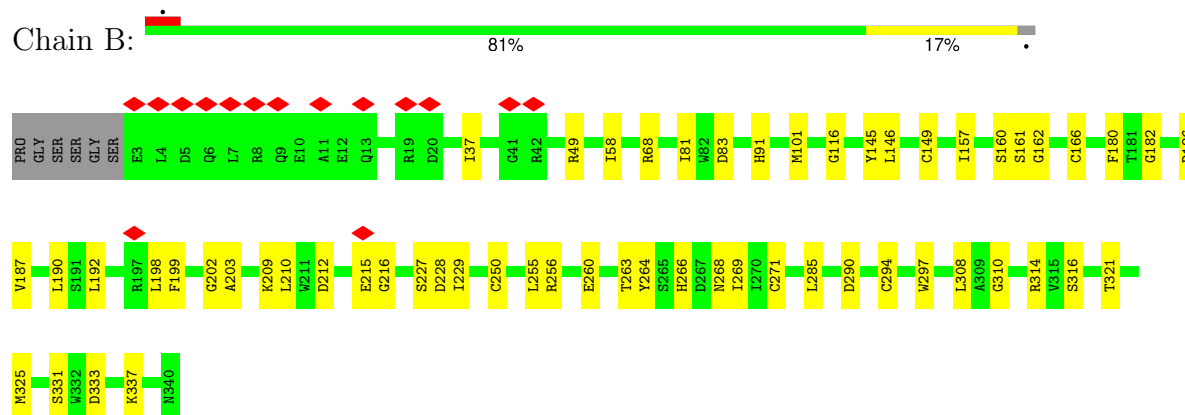 Chain B:
81% 17%
PRO GLY SER SER GLY SER E3 L4 D5 Q6 L7 R8 Q9 E10 A11 E12 Q13 R19 D20 I37 G41 R42 R49 I58 R68 I81 W82 D83 H91 M101 G116 Y145 L146 C149 I157 S160 S161 G162 C166 F180 T181 G182
V187 L190 S191 L192 R197 L198 F199 G202 A203 K209 L210 W211 D212 E215 G216 S227 D228 I229 C250 L255 R256 E260 T263 Y264 S265 H266 D267 N268 I269 I270 C271 L285 D290 C294 W297 L308 A309 G310 R314 V315 S316 T321
M325 S331 W332 D333 K337 N340